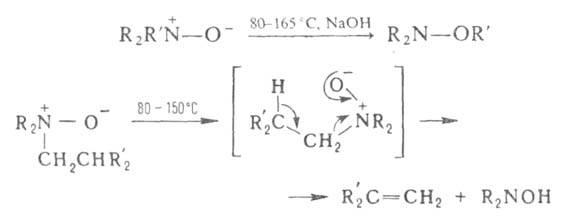 R₂R'N⁺—O⁻ 80–165 °C, NaOH R₂N—OR'
R₂N⁺—O⁻ 80–150°C
CH₂CHR'₂
H O⁻
R'₂C CH₂ N⁺R₂
R'₂C=CH₂ + R₂NOH